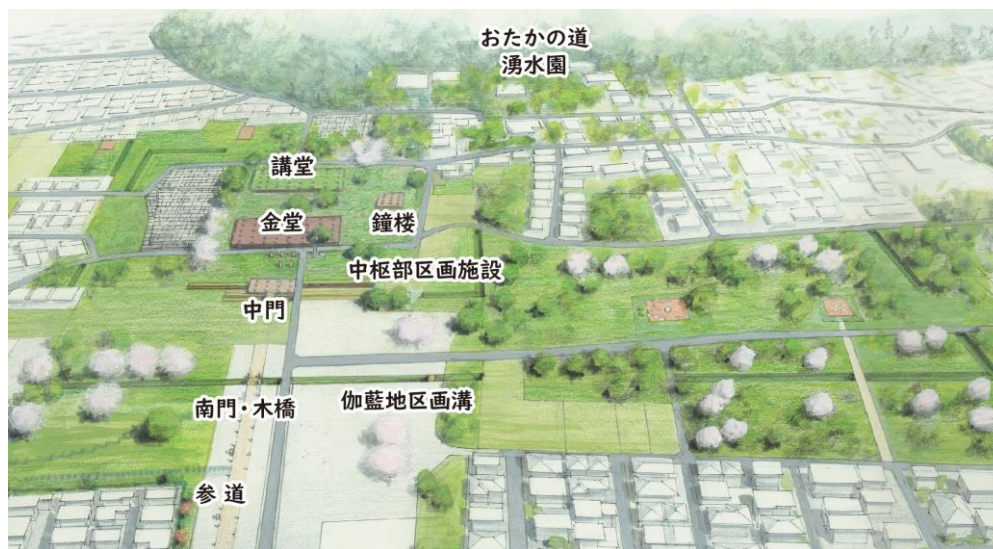 おたかの道
湧水園
講堂
金堂
鐘楼
中枢部区画施設
中門
南門・木橋
伽藍地区画溝
参道